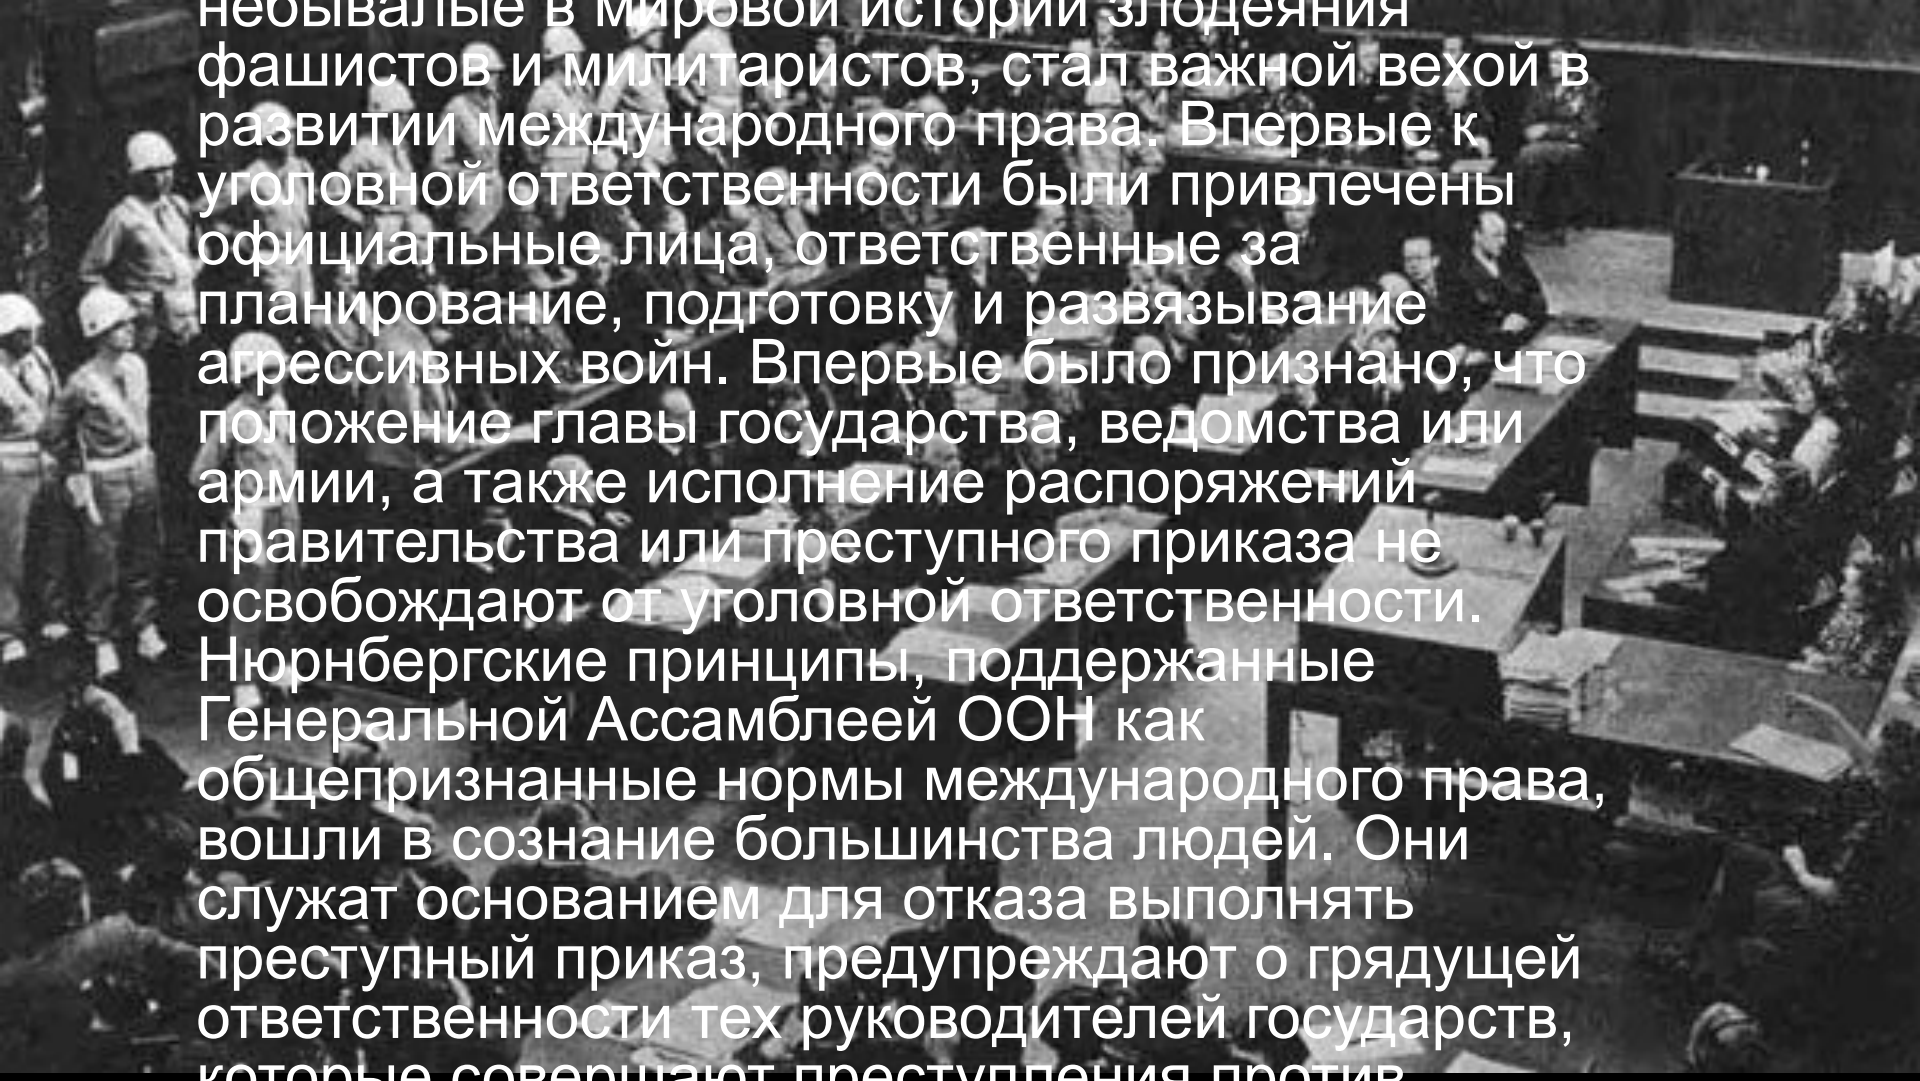 небывалые в мировой истории злодеяния
фашистов и милитаристов, стал важной вехой в
развитии международного права. Впервые к
уголовной ответственности были привлечены
официальные лица, ответственные за
планирование, подготовку и развязывание
агрессивных войн. Впервые было признано, что
положение главы государства, ведомства или
армии, а также исполнение распоряжений
правительства или преступного приказа не
освобождают от уголовной ответственности.
Нюрнбергские принципы, поддержанные
Генеральной Ассамблеей ООН как
общепризнанные нормы международного права,
вошли в сознание большинства людей. Они
служат основанием для отказа выполнять
преступный приказ, предупреждают о грядущей
ответственности тех руководителей государств,
которые совершают преступления против